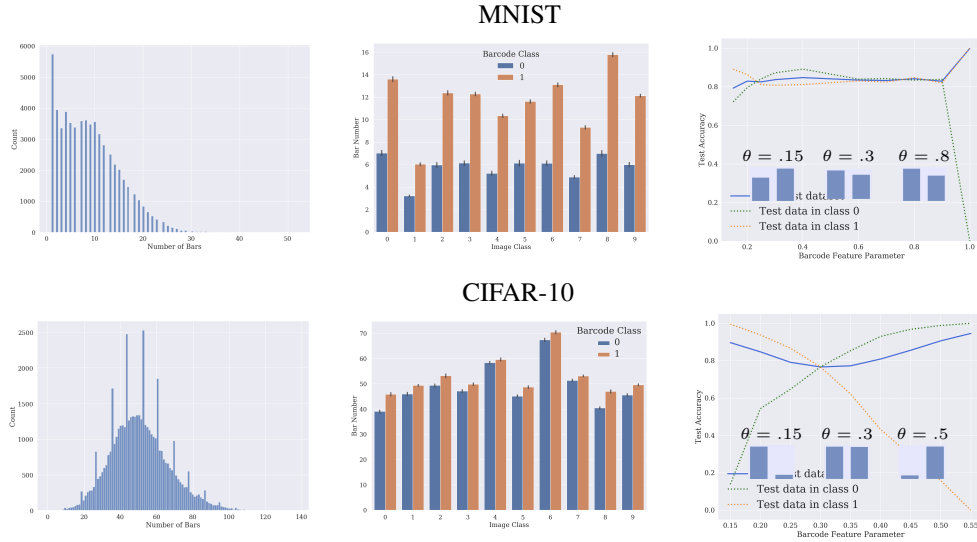 MNIST
6000
5000
4000
3000
2000
1000
0
Count
0 10 20 30 40 50
Number of Bars
16
14
12
10
8
6
4
2
0
Bar Number
Barcode Class
0
1
0 1 2 3 4 5 6 7 8 9
Image Class
1.0
0.8
0.6
0.4
0.2
0.0
Test Accuracy
θ = .15 θ = .3 θ = .8
Test data in class 0
Test data in class 1
0.2 0.4 0.6 0.8 1.0
Barcode Feature Parameter
CIFAR-10
2500
2000
1500
1000
500
0
Count
0 20 40 60 80 100 120 140
Number of Bars
70
60
50
40
30
20
10
0
Bar Number
Barcode Class
0
1
0 1 2 3 4 5 6 7 8 9
Image Class
1.0
0.8
0.6
0.4
0.2
0.0
Test Accuracy
θ = .15 θ = .3 θ = .5
Test data in class 0
Test data in class 1
0.15 0.20 0.25 0.30 0.35 0.40 0.45 0.50 0.55
Barcode Feature Parameter